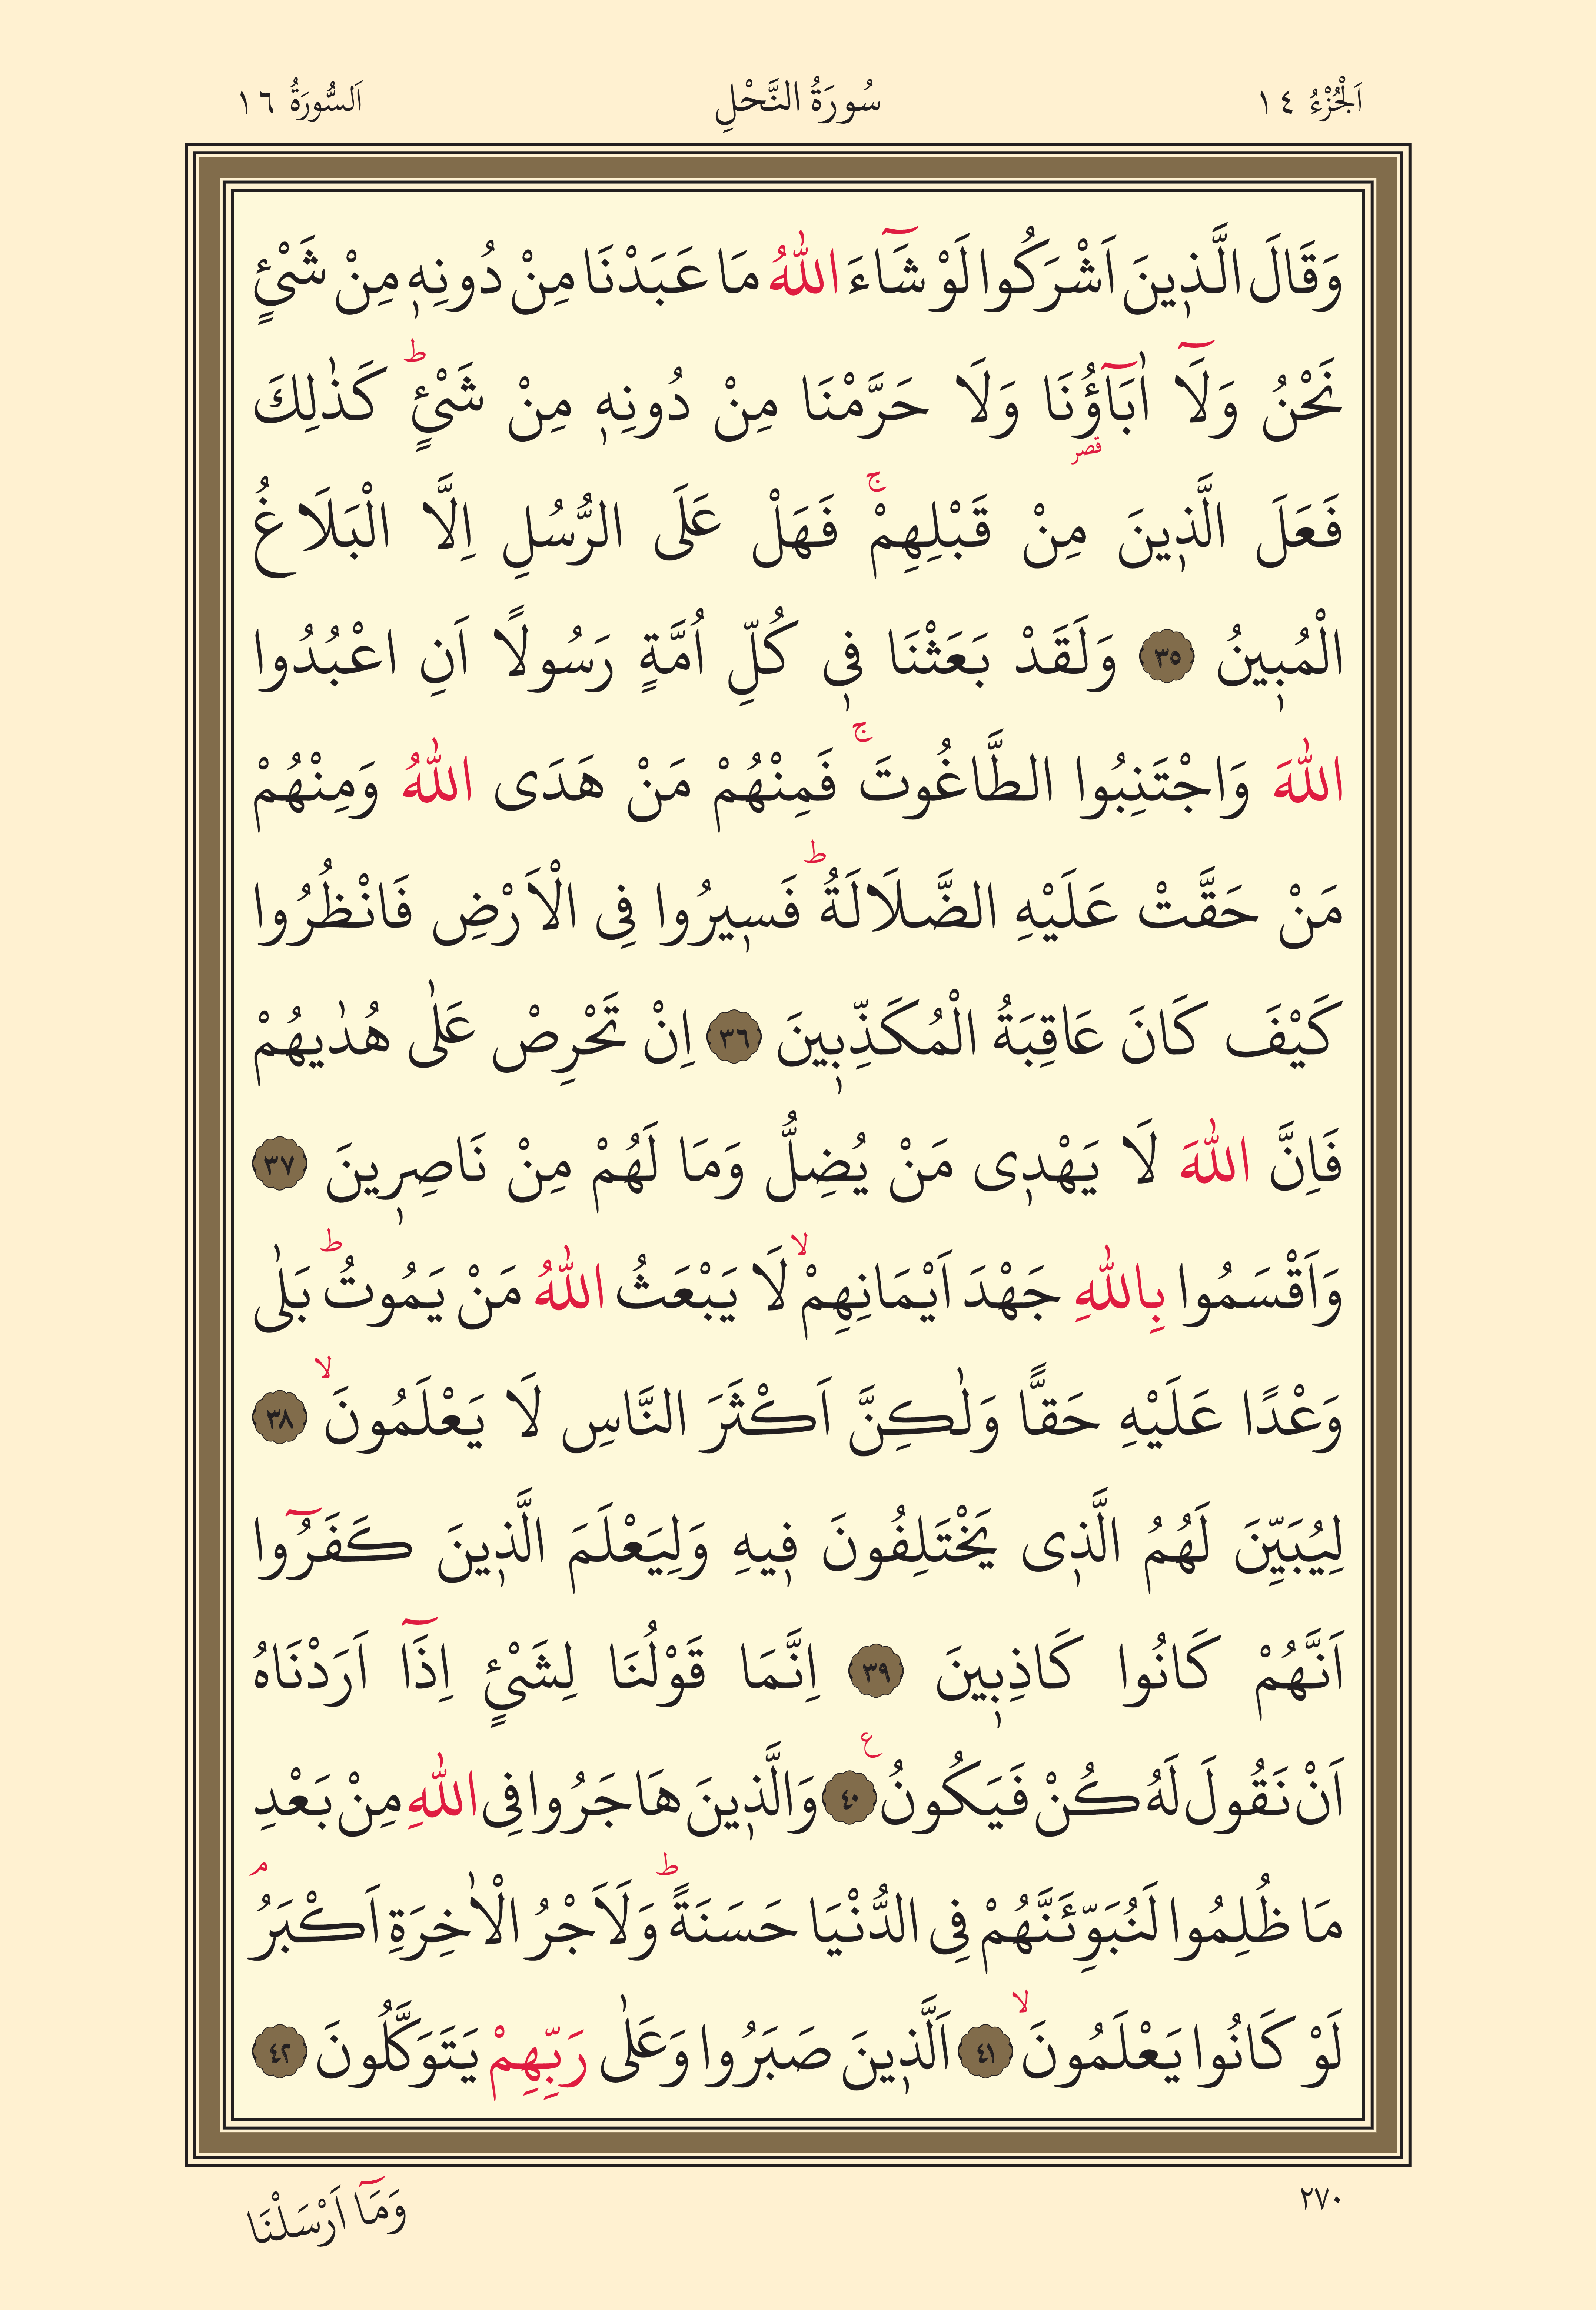 اَلْجُزْءُ ١٤
سُورَةُ النَّحْلِ
اَلسُّورَةُ ١٦
وَقَالَ الَّذ۪ينَ اَشْرَكُوا لَوْ شَٓاءَ اللّٰهُ مَا عَبَدْنَا مِنْ دُونِه۪ مِنْ شَيْءٍ
نَحْنُ وَلَٓا اٰبَٓاؤُ۬نَا وَلَا حَرَّمْنَا مِنْ دُونِه۪ مِنْ شَيْءٍۜ كَذٰلِكَ
قصر
فَعَلَ الَّذ۪ينَ مِنْ قَبْلِهِمْۚ فَهَلْ عَلَى الرُّسُلِ اِلَّا الْبَلَاغُ
الْمُب۪ينُ ٣٥ وَلَقَدْ بَعَثْنَا ف۪ي كُلِّ اُمَّةٍ رَسُولًا اَنِ اعْبُدُوا
اللّٰهَ وَاجْتَنِبُوا الطَّاغُوتَۚ فَمِنْهُمْ مَنْ هَدَى اللّٰهُ وَمِنْهُمْ
مَنْ حَقَّتْ عَلَيْهِ الضَّلَالَةُۜ فَس۪يرُوا فِي الْاَرْضِ فَانْظُرُوا
كَيْفَ كَانَ عَاقِبَةُ الْمُكَذِّب۪ينَ ٣٦ اِنْ تَحْرِصْ عَلٰى هُدٰيهُمْ
فَاِنَّ اللّٰهَ لَا يَهْد۪ي مَنْ يُضِلُّ وَمَا لَهُمْ مِنْ نَاصِر۪ينَ ٣٧
وَاَقْسَمُوا بِاللّٰهِ جَهْدَ اَيْمَانِهِمْۙ لَا يَبْعَثُ اللّٰهُ مَنْ يَمُوتُۜ بَلٰى
وَعْدًا عَلَيْهِ حَقًّا وَلٰكِنَّ اَكْثَرَ النَّاسِ لَا يَعْلَمُونَۙ ٣٨
لِيُبَيِّنَ لَهُمُ الَّذ۪ي يَخْتَلِفُونَ ف۪يهِ وَلِيَعْلَمَ الَّذ۪ينَ كَفَرُٓوا
اَنَّهُمْ كَانُوا كَاذِب۪ينَ ٣٩ اِنَّمَا قَوْلُنَا لِشَيْءٍ اِذَٓا اَرَدْنَاهُ
اَنْ نَقُولَ لَهُ كُنْ فَيَكُونُ ع ٤٠ وَالَّذ۪ينَ هَاجَرُوا فِي اللّٰهِ مِنْ بَعْدِ
مَا ظُلِمُوا لَنُبَوِّئَنَّهُمْ فِي الدُّنْيَا حَسَنَةًۜ وَلَاَجْرُ الْاٰخِرَةِ اَكْبَرُۢ
لَوْ كَانُوا يَعْلَمُونَۙ ٤١ اَلَّذ۪ينَ صَبَرُوا وَعَلٰى رَبِّهِمْ يَتَوَكَّلُونَ ٤٢
٢٧٠
وَمَٓا اَرْسَلْنَا